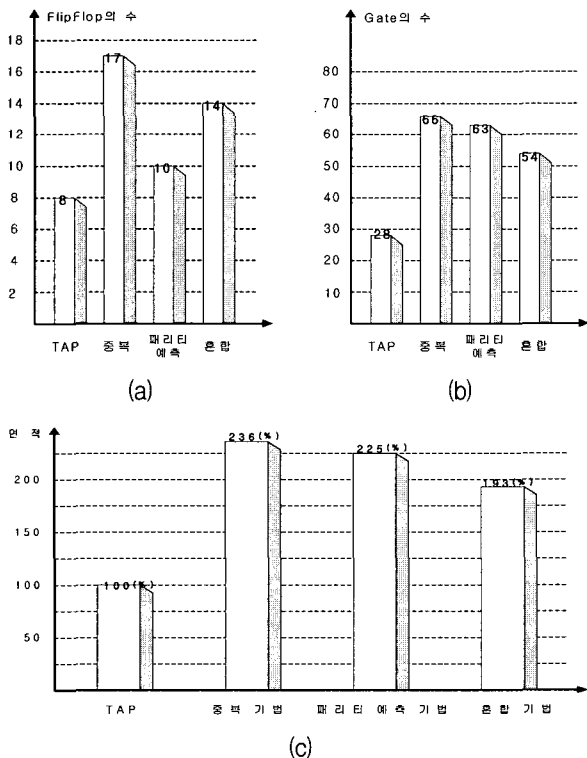 FlipFlop의 수
18
16
14
12
10
8
6
4
2
17
14
10
8
TAP
중복
패리티
예측
혼합
(a)
Gate의 수
80
70
60
50
40
30
20
10
66
63
54
28
TAP
중복
패리티
예측
혼합
(b)
면 적
200
150
100
50
236(%)
225(%)
193(%)
100(%)
TAP
중복 기법
패리티 예측 기법
혼합 기법
(c)